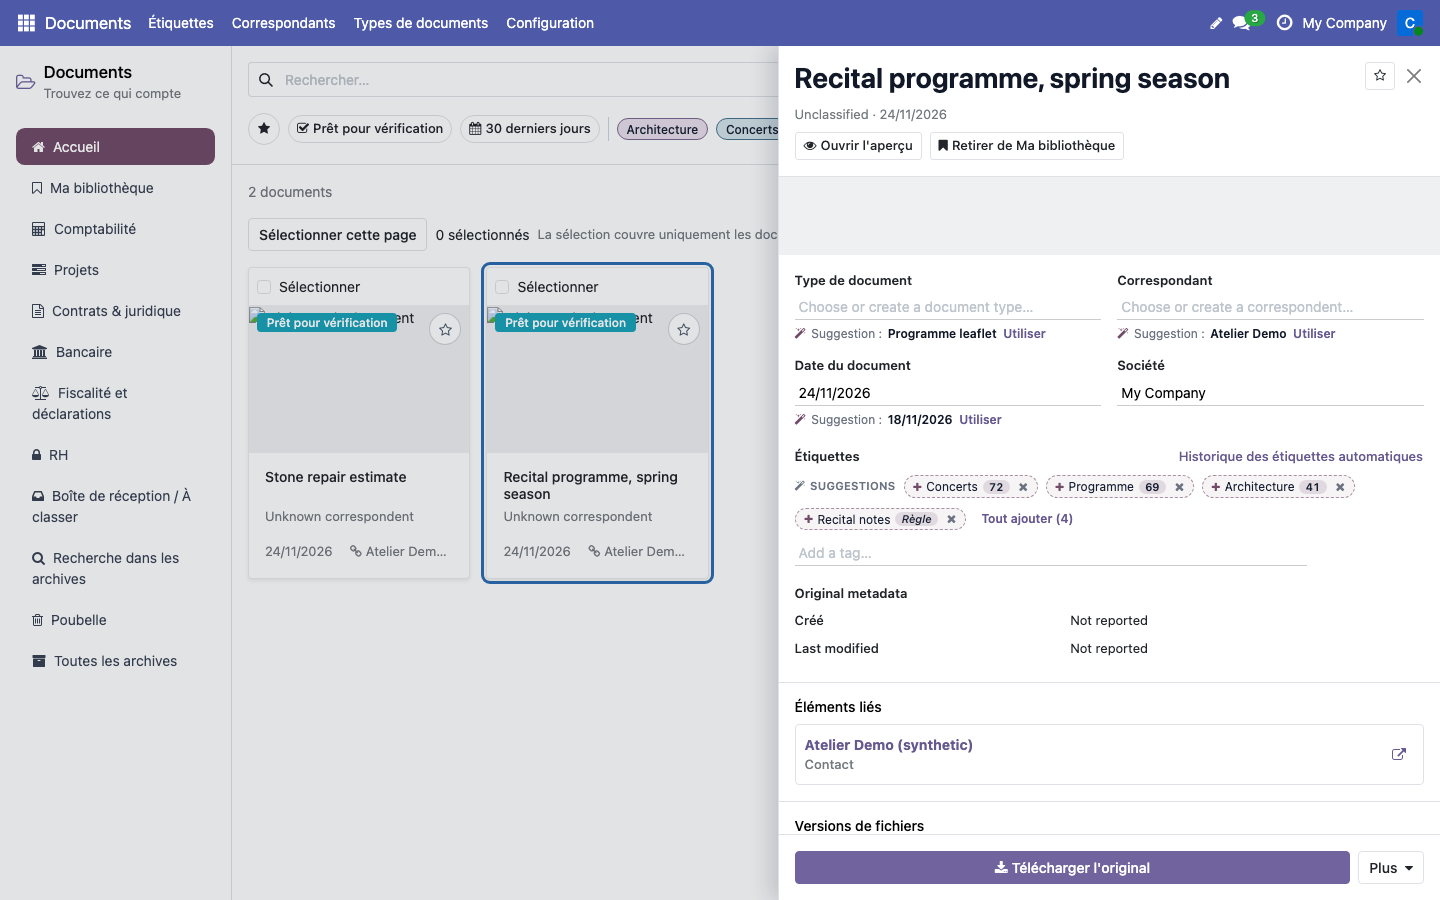 Documents Étiquettes Correspondants Types de documents Configuration 3 My Company C
Documents
Trouvez ce qui compte
Accueil
Ma bibliothèque
Comptabilité
Projets
Contrats & juridique
Bancaire
Fiscalité et
déclarations
RH
Boîte de réception / À
classer
Recherche dans les
archives
Poubelle
Toutes les archives
Rechercher...
Prêt pour vérification 30 derniers jours Architecture Concerts
2 documents
Sélectionner cette page 0 sélectionnés La sélection couvre uniquement les doc
Sélectionner
Prêt pour vérification
Stone repair estimate
Unknown correspondent
24/11/2026 Atelier Dem...
Sélectionner
Prêt pour vérification
Recital programme, spring
season
Unknown correspondent
24/11/2026 Atelier Dem...
Recital programme, spring season
Unclassified · 24/11/2026
Ouvrir l'aperçu Retirer de Ma bibliothèque
Type de document Correspondant
Choose or create a document type... Choose or create a correspondent...
Suggestion : Programme leaflet Utiliser Suggestion : Atelier Demo Utiliser
Date du document Société
24/11/2026 My Company
Suggestion : 18/11/2026 Utiliser
Étiquettes Historique des étiquettes automatiques
SUGGESTIONS + Concerts 72 × + Programme 69 × + Architecture 41 ×
+ Recital notes Règle × Tout ajouter (4)
Add a tag...
Original metadata
Créé Not reported
Last modified Not reported
Éléments liés
Atelier Demo (synthetic)
Contact
Versions de fichiers
Télécharger l'original Plus